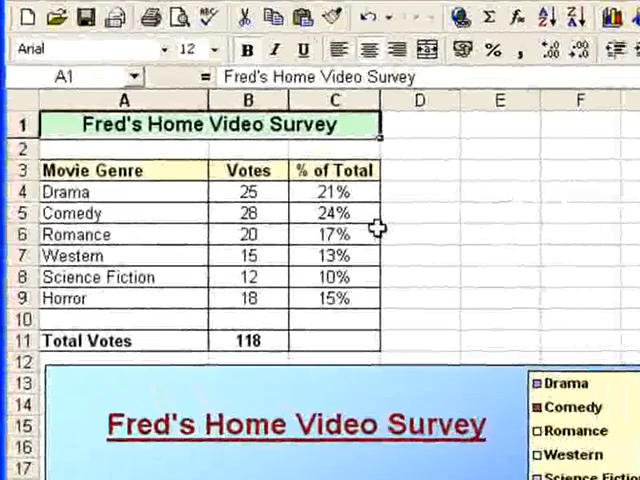 Arial 12 B I U % ,
A1 = Fred's Home Video Survey
A B C D E F
1 Fred's Home Video Survey
2
3 Movie Genre Votes % of Total
4 Drama 25 21%
5 Comedy 28 24%
6 Romance 20 17%
7 Western 15 13%
8 Science Fiction 12 10%
9 Horror 18 15%
10
11 Total Votes 118
12
13 Drama
14 Comedy
15 Fred's Home Video Survey Romance
16 Western
17 Science Fiction